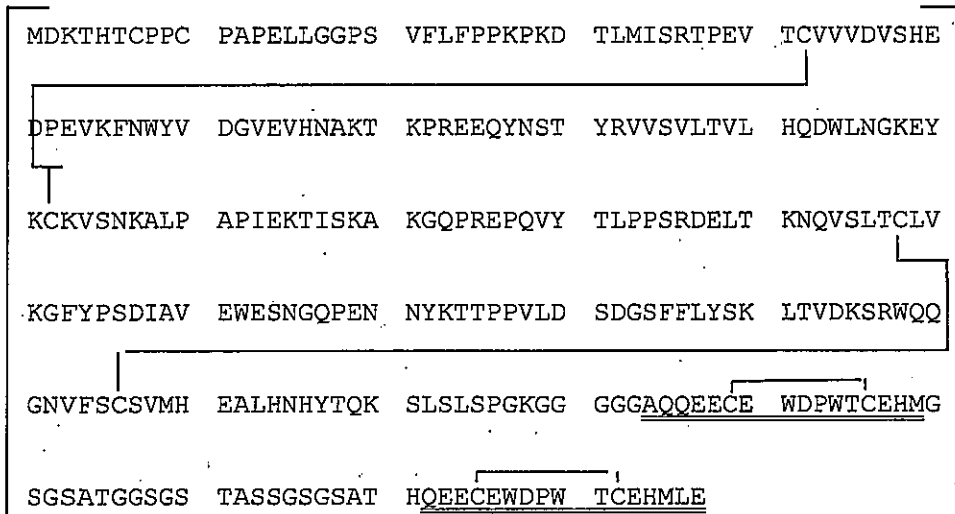 MDKTHTCPPC PAPELLGGPS VFLFPPKPKD TLMISRTPEV TCVVVDVSHE
DPEVKFNWYV DGVEVHNAKT KPREEQYNST YRVVSVLTVL HQDWLNGKEY
KCKVSNKALP APIEKTISKA KGQPREPQVY TLPPSRDELT KNQVSLTCLV
KGFYPSDIAV EWESNGQPEN NYKTTPPVLD SDGSFFLYSK LTVDKSRWQQ
GNVFSCSVMH EALHNHYTQK SLSLSPGKGG GGGAQQEECE WDPWTCEHMG
SGSATGGSGS TASSGSGSAT HQEECEWDPW TCEHMLE